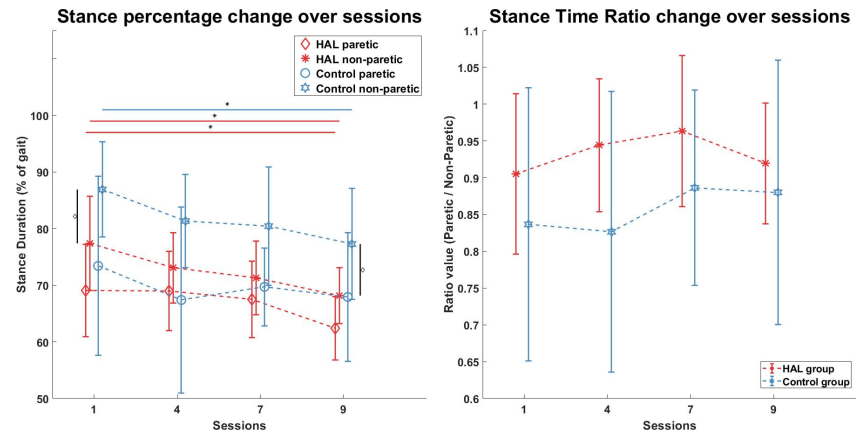 Stance percentage change over sessions
HAL paretic
HAL non-paretic
Control paretic
Control non-paretic
Stance Duration (% of gait)
100
90
80
70
60
50
1 4 7 9
Sessions
Stance Time Ratio change over sessions
Ratio value (Paretic / Non-Paretic)
1.1
1.05
1
0.95
0.9
0.85
0.8
0.75
0.7
0.65
0.6
HAL group
Control group
1 4 7 9
Sessions